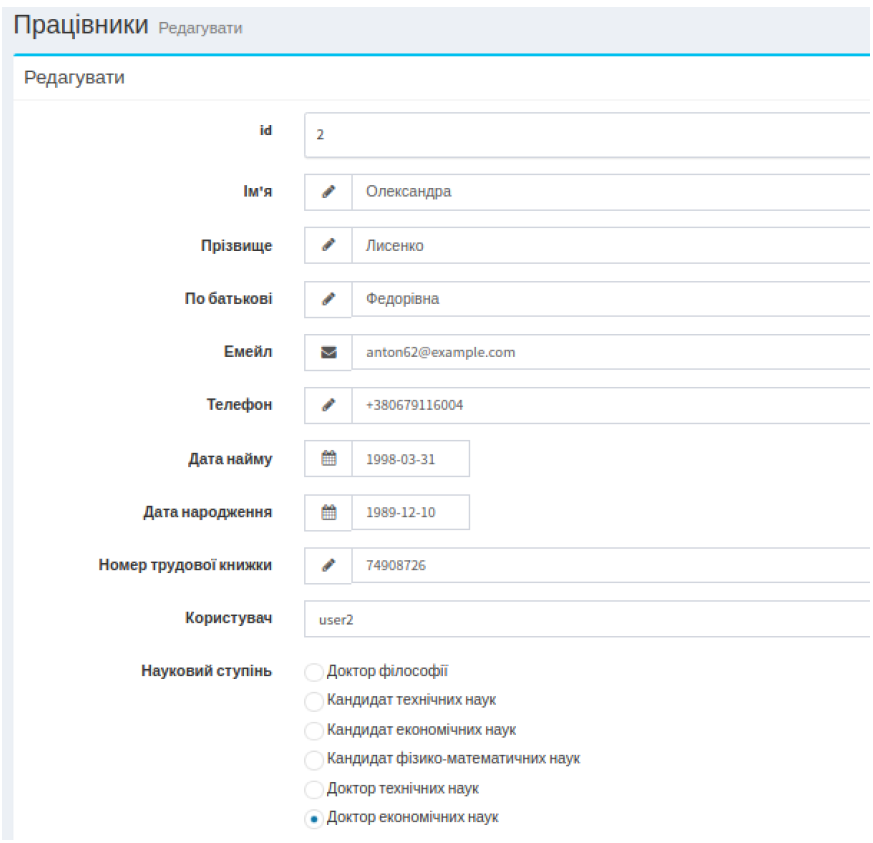 Працівники Редагувати
Редагувати
id 2
Ім'я Олександра
Прізвище Лисенко
По батькові Федорівна
Емейл anton62@example.com
Телефон +380679116004
Дата найму 1998-03-31
Дата народження 1989-12-10
Номер трудової книжки 74908726
Користувач user2
Науковий ступінь Доктор філософії
Кандидат технічних наук
Кандидат економічних наук
Кандидат фізико-математичних наук
Доктор технічних наук
Доктор економічних наук